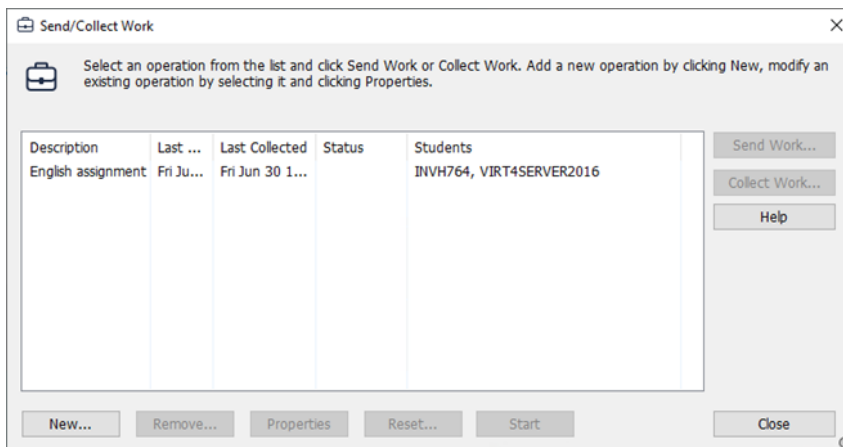 Send/Collect Work
Select an operation from the list and click Send Work or Collect Work. Add a new operation by clicking New, modify an
existing operation by selecting it and clicking Properties.
Description Last ... Last Collected Status Students
English assignment Fri Ju... Fri Jun 30 1... INVH764, VIRT4SERVER2016
Send Work...
Collect Work...
Help
New... Remove... Properties Reset... Start Close